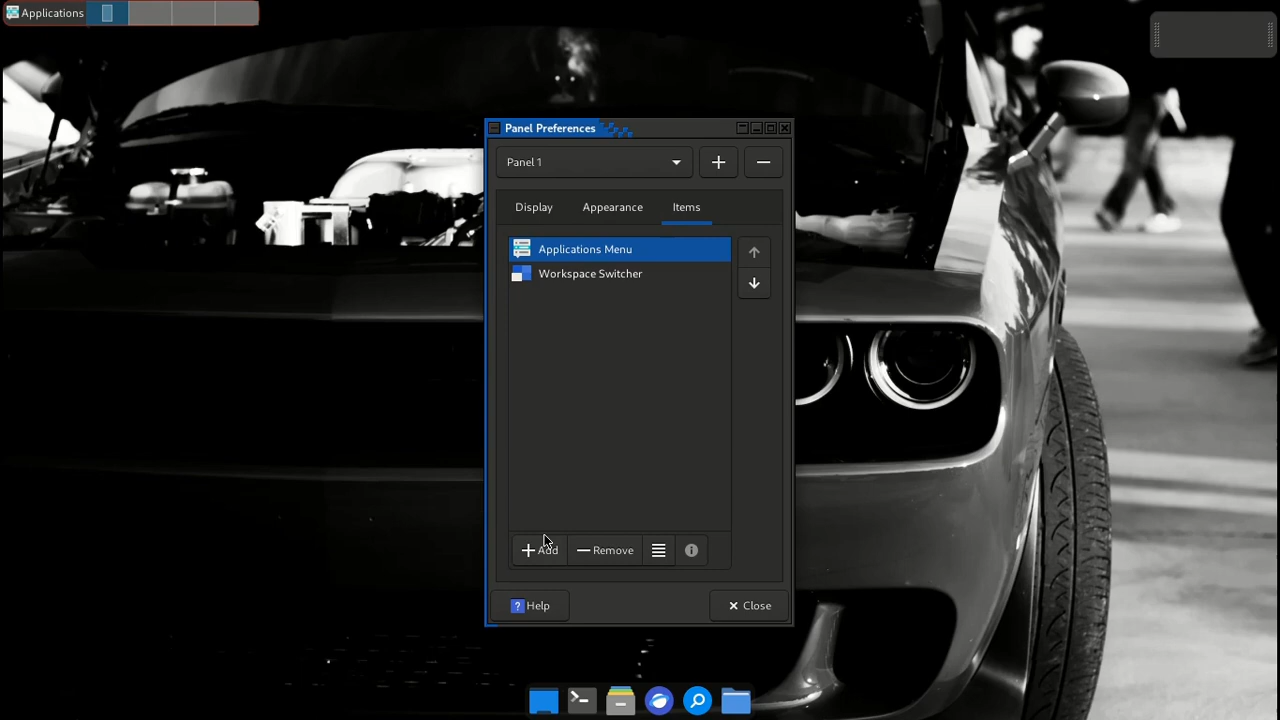 Applications
Panel Preferences
Panel 1
Display
Appearance
Items
Applications Menu
Workspace Switcher
Add
Remove
Help
Close